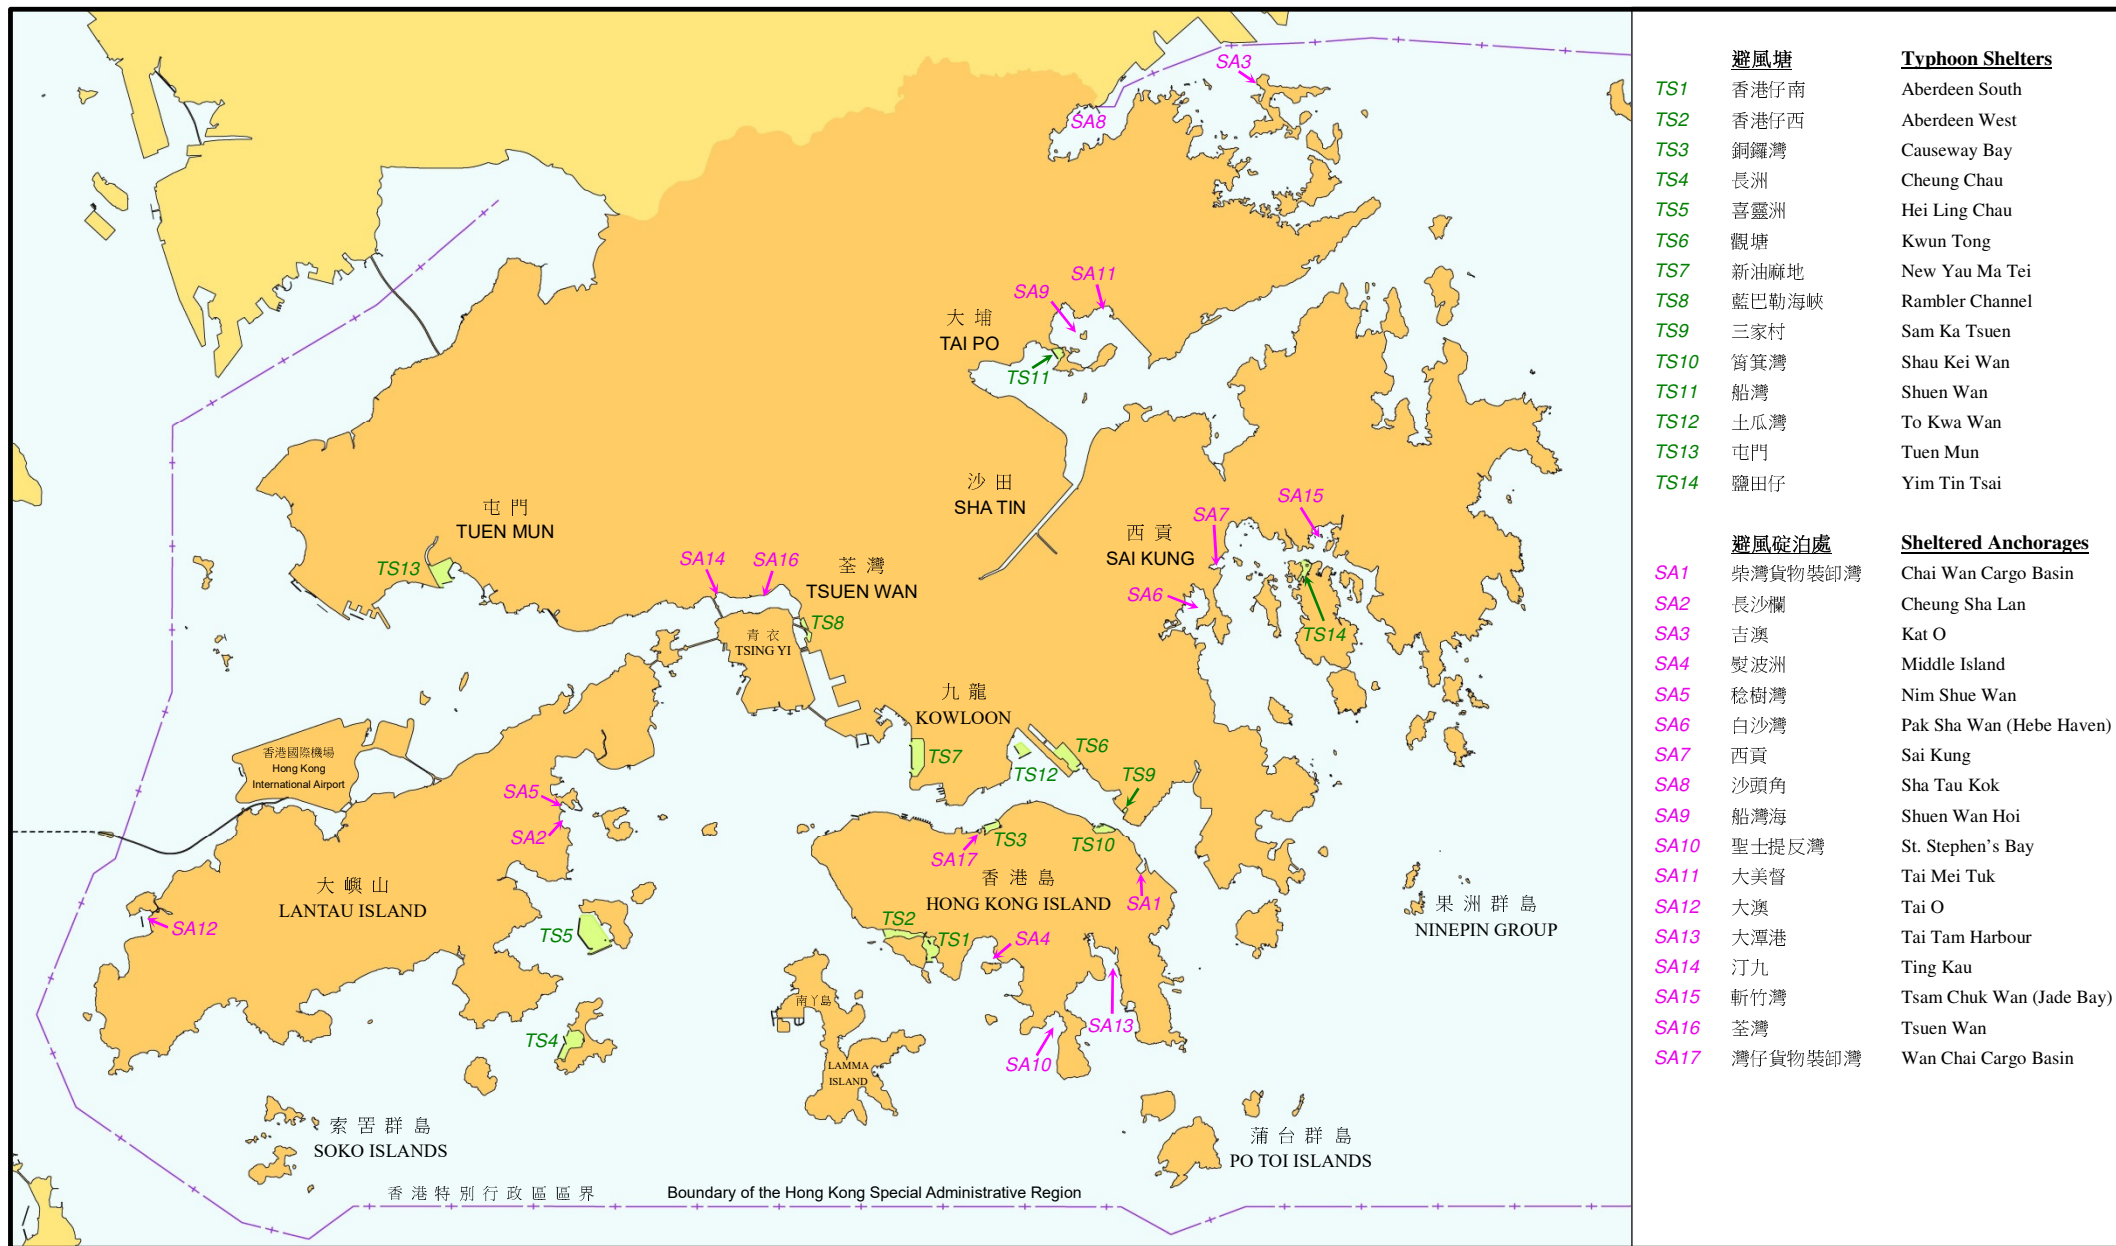 SA3
SA8
SA11
SA9
大埔
TAI PO
TS11
沙田
SHA TIN
屯門
TUEN MUN
SA15
SA7
西貢
SAI KUNG
TS13
SA14
SA16
荃灣
TSUEN WAN
SA6
TS8
青衣
TSING YI
TS14
九龍
KOWLOON
香港國際機場
Hong Kong
International Airport
TS7
TS6
TS12
TS9
SA5
SA2
TS3
TS10
SA17
香港島
HONG KONG ISLAND
大嶼山
LANTAU ISLAND
SA1
果洲群島
NINEPIN GROUP
SA12
TS5
TS2
TS1
SA4
南丫島
SA13
TS4
SA10
LAMMA
ISLAND
索罟群島
SOKO ISLANDS
蒲台群島
PO TOI ISLANDS
香港特別行政區區界 Boundary of the Hong Kong Special Administrative Region
避風塘 Typhoon Shelters
TS1 香港仔南 Aberdeen South
TS2 香港仔西 Aberdeen West
TS3 銅鑼灣 Causeway Bay
TS4 長洲 Cheung Chau
TS5 喜靈洲 Hei Ling Chau
TS6 觀塘 Kwun Tong
TS7 新油麻地 New Yau Ma Tei
TS8 藍巴勒海峽 Rambler Channel
TS9 三家村 Sam Ka Tsuen
TS10 筲箕灣 Shau Kei Wan
TS11 船灣 Shuen Wan
TS12 土瓜灣 To Kwa Wan
TS13 屯門 Tuen Mun
TS14 鹽田仔 Yim Tin Tsai
避風碇泊處 Sheltered Anchorages
SA1 柴灣貨物裝卸灣 Chai Wan Cargo Basin
SA2 長沙欄 Cheung Sha Lan
SA3 吉澳 Kat O
SA4 熨波洲 Middle Island
SA5 稔樹灣 Nim Shue Wan
SA6 白沙灣 Pak Sha Wan (Hebe Haven)
SA7 西貢 Sai Kung
SA8 沙頭角 Sha Tau Kok
SA9 船灣海 Shuen Wan Hoi
SA10 聖士提反灣 St. Stephen's Bay
SA11 大美督 Tai Mei Tuk
SA12 大澳 Tai O
SA13 大潭港 Tai Tam Harbour
SA14 汀九 Ting Kau
SA15 斬竹灣 Tsam Chuk Wan (Jade Bay)
SA16 荃灣 Tsuen Wan
SA17 灣仔貨物裝卸灣 Wan Chai Cargo Basin